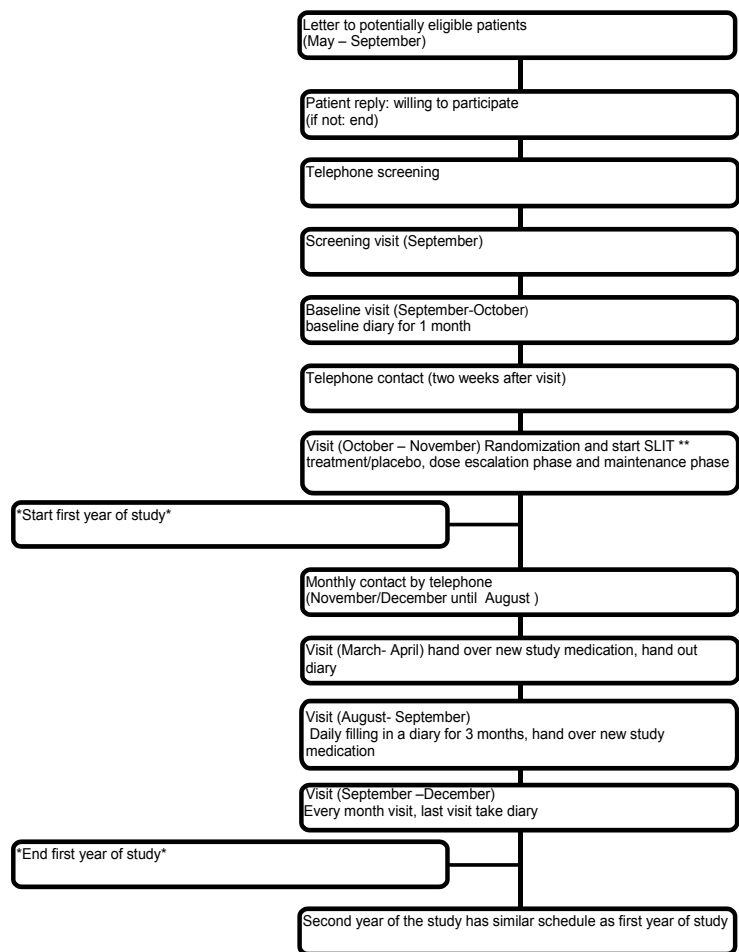 Letter to potentially eligible patients
(May – September)
Patient reply: willing to participate
(if not: end)
Telephone screening
Screening visit (September)
Baseline visit (September-October)
baseline diary for 1 month
Telephone contact (two weeks after visit)
Visit (October – November) Randomization and start SLIT **
treatment/placebo, dose escalation phase and maintenance phase
*Start first year of study*
Monthly contact by telephone
(November/December until August )
Visit (March- April) hand over new study medication, hand out
diary
Visit (August- September)
Daily filling in a diary for 3 months, hand over new study
medication
Visit (September –December)
Every month visit, last visit take diary
*End first year of study*
Second year of the study has similar schedule as first year of study